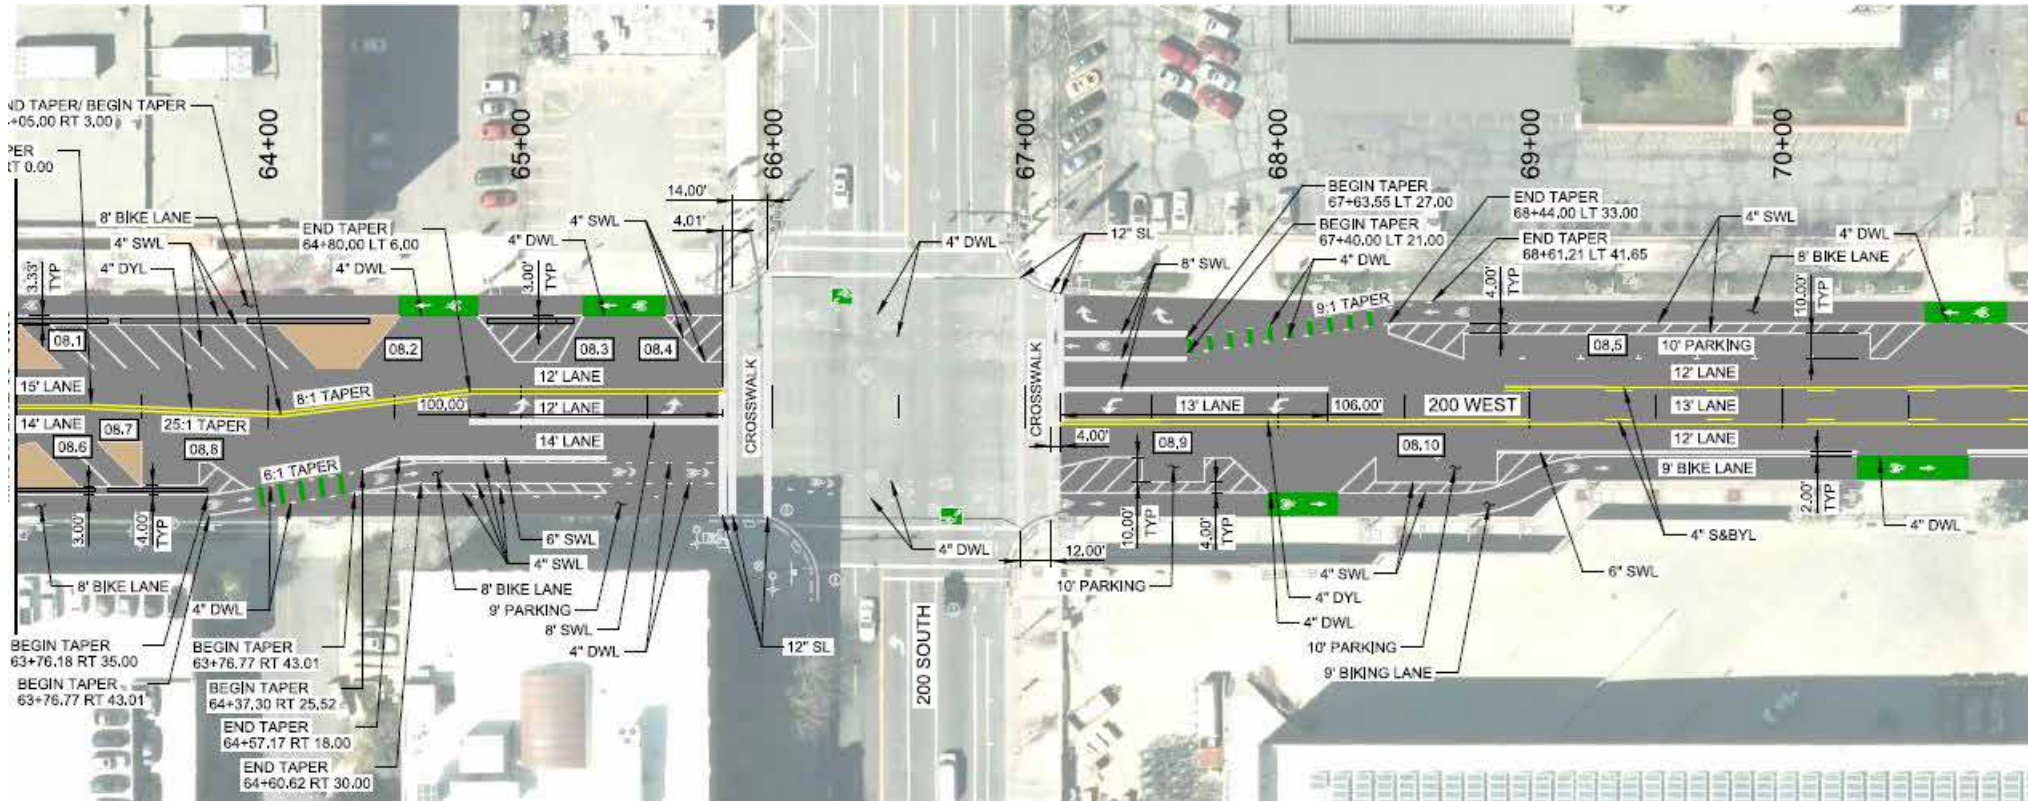 64+00
65+00
66+00
67+00
68+00
69+00
70+00
ND TAPER/ BEGIN TAPER
+05.00 RT 3.00
PER
RT 0.00
8' BIKE LANE
4" SWL
4" DYL
3.33'
TYP
END TAPER
64+80.00 LT 6.00
4" DWL
3.00'
TYP
4" DWL
4" SWL
14.00'
4.01'
4" DWL
12" SL
8" SWL
BEGIN TAPER
67+63.55 LT 27.00
BEGIN TAPER
67+40.00 LT 21.00
4" DWL
9:1 TAPER
END TAPER
68+44.00 LT 33.00
END TAPER
68+61.21 LT 41.65
4.00'
TYP
4" SWL
8' BIKE LANE
10.00'
TYP
4" DWL
08.1
08.2
08.3
08.4
08.5
10' PARKING
15' LANE
8:1 TAPER
12' LANE
12' LANE
100.00'
12' LANE
CROSSWALK
CROSSWALK
13' LANE
106.00'
200 WEST
13' LANE
14' LANE
25:1 TAPER
14' LANE
4.00'
12' LANE
08.6
08.7
08.8
08.9
08.10
6:1 TAPER
9' BIKE LANE
3.00'
4.00'
TYP
10.00'
TYP
4.00'
TYP
2.00'
TYP
6" SWL
4" SWL
8' BIKE LANE
9' PARKING
8" SWL
4" DWL
4" DWL
12.00'
10' PARKING
4" SWL
4" DYL
4" DWL
10' PARKING
9' BIKING LANE
6" SWL
4" S&BYL
4" DWL
8' BIKE LANE
4" DWL
12" SL
200 SOUTH
BEGIN TAPER
63+76.18 RT 35.00
BEGIN TAPER
63+76.77 RT 43.01
BEGIN TAPER
63+76.77 RT 43.01
BEGIN TAPER
64+37.30 RT 25.52
END TAPER
64+57.17 RT 18.00
END TAPER
64+60.62 RT 30.00